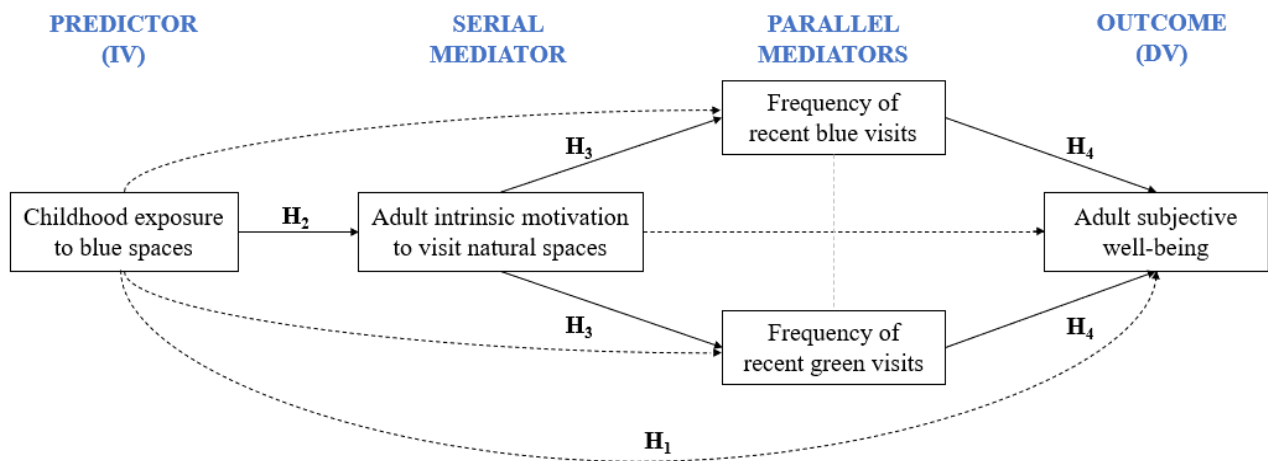 PREDICTOR
(IV)
SERIAL
MEDIATOR
PARALLEL
MEDIATORS
OUTCOME
(DV)
Frequency of
recent blue visits
H3
H4
Childhood exposure
to blue spaces
H2
Adult intrinsic motivation
to visit natural spaces
Adult subjective
well-being
H3
Frequency of
recent green visits
H4
H1